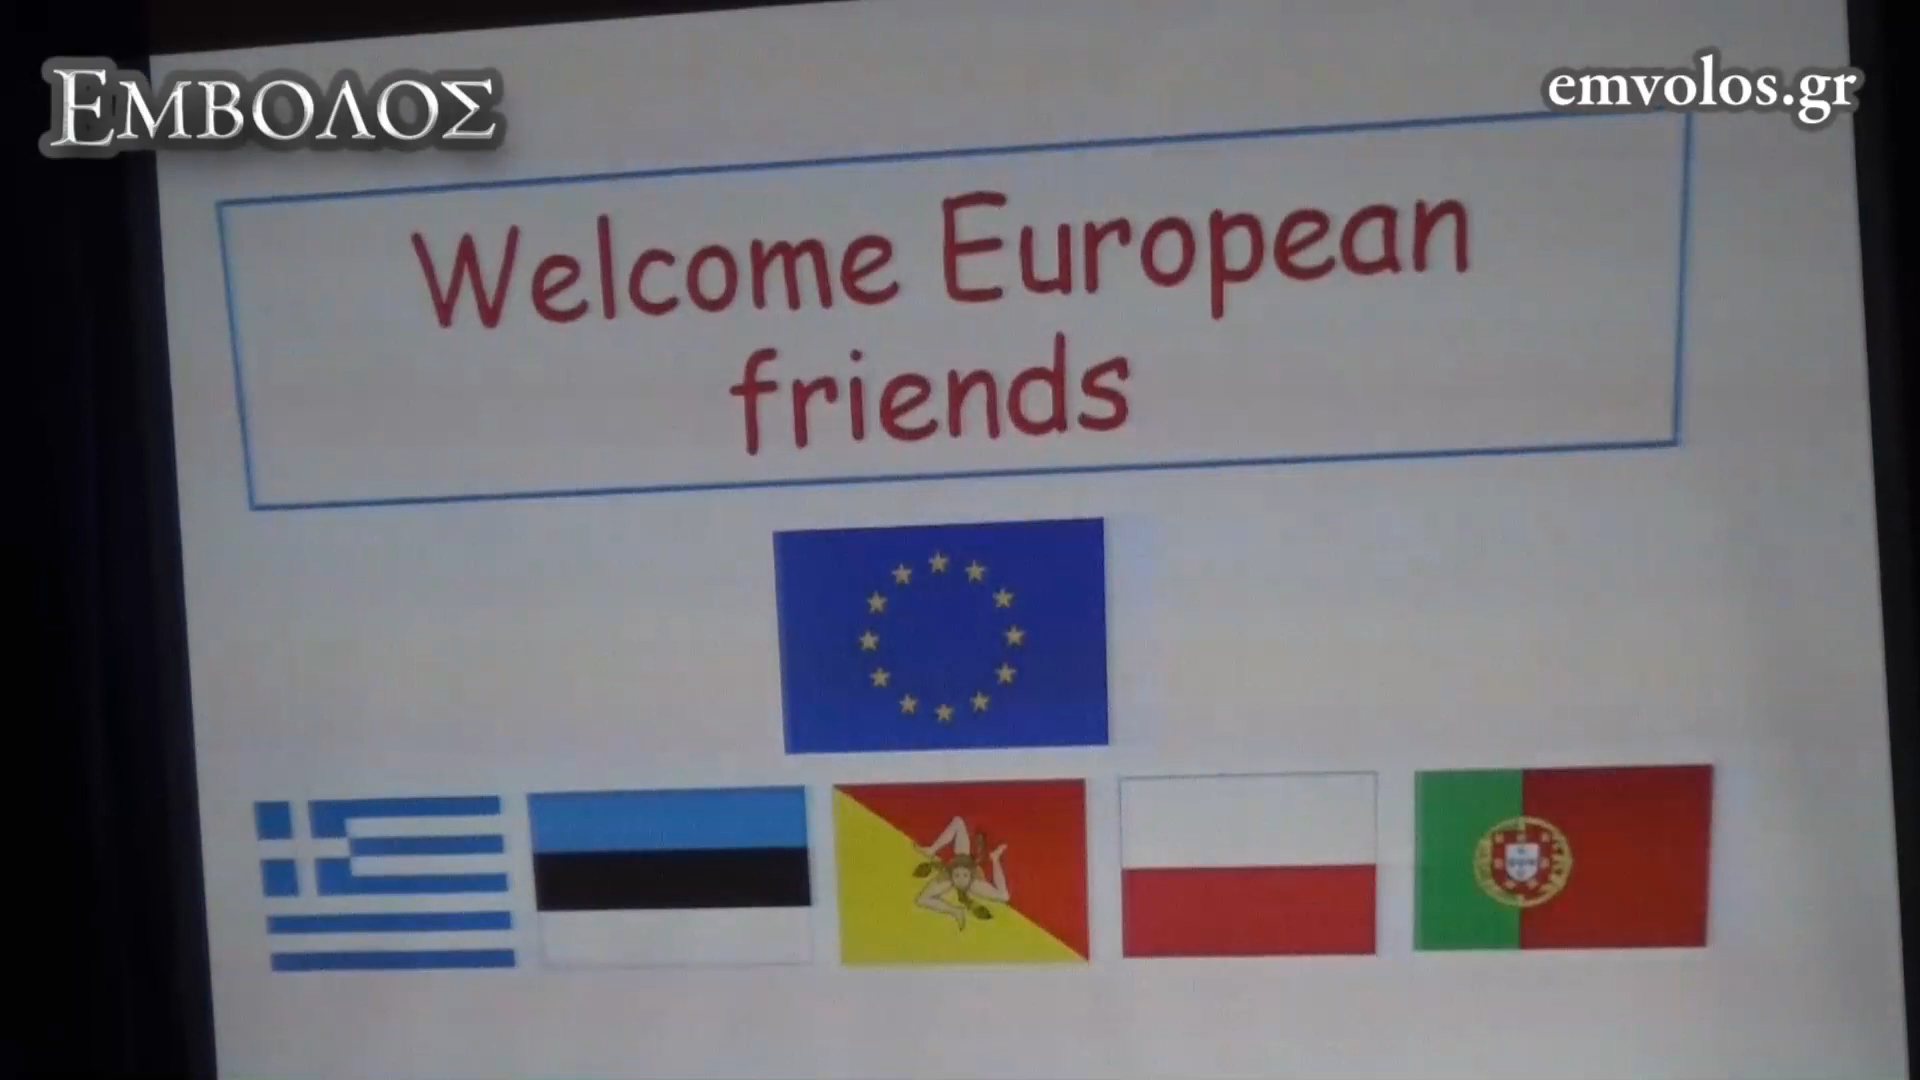 ΕΜΒΟΛΟΣ
emvolos.gr
Welcome European
friends